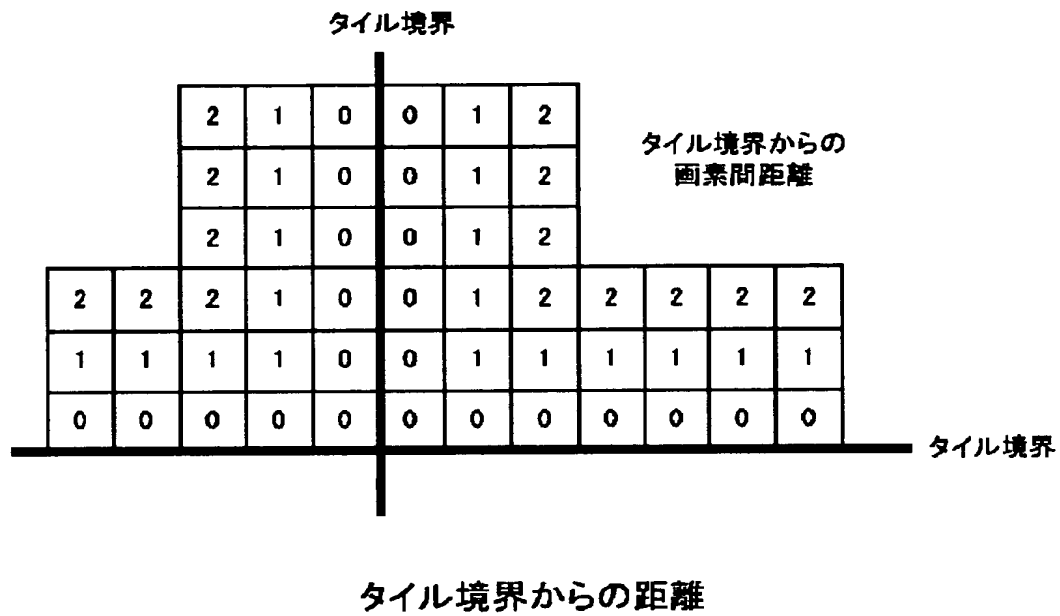 タイル境界
2 1 0 0 1 2
2 1 0 0 1 2
2 1 0 0 1 2
タイル境界からの
画素間距離
2 2 2 1 0 0 1 2 2 2 2 2
1 1 1 1 0 0 1 1 1 1 1 1
0 0 0 0 0 0 0 0 0 0 0 0
タイル境界
タイル境界からの距離